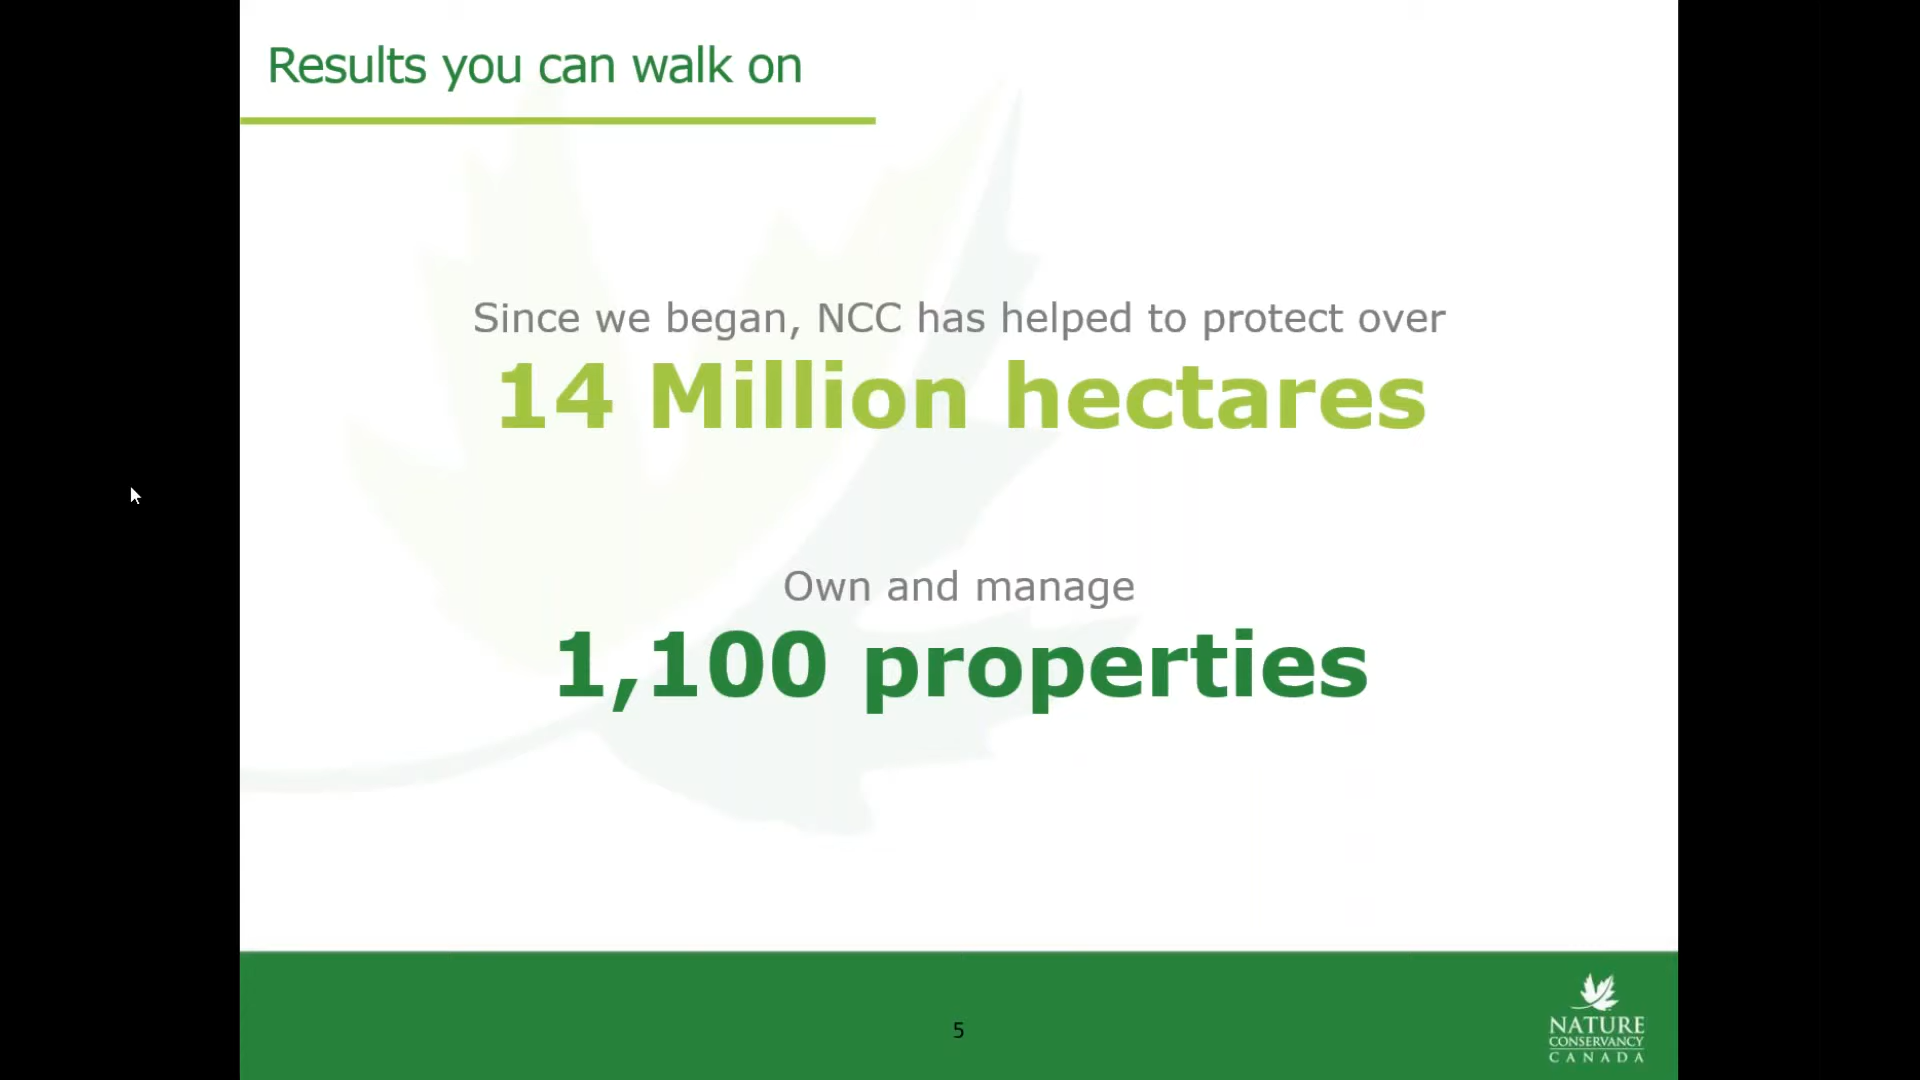 Results you can walk on
Since we began, NCC has helped to protect over
14 Million hectares
Own and manage
1,100 properties
5
NATURE
CONSERVANCY
CANADA